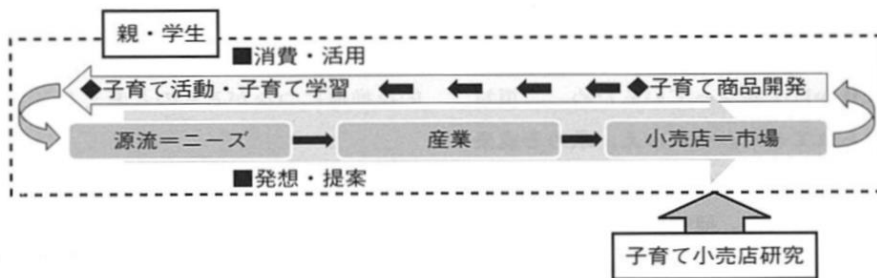 親・学生
■消費・活用
◆子育て活動・子育て学習 ◆子育て商品開発
源流=ニーズ 産業 小売店=市場
■発想・提案
子育て小売店研究